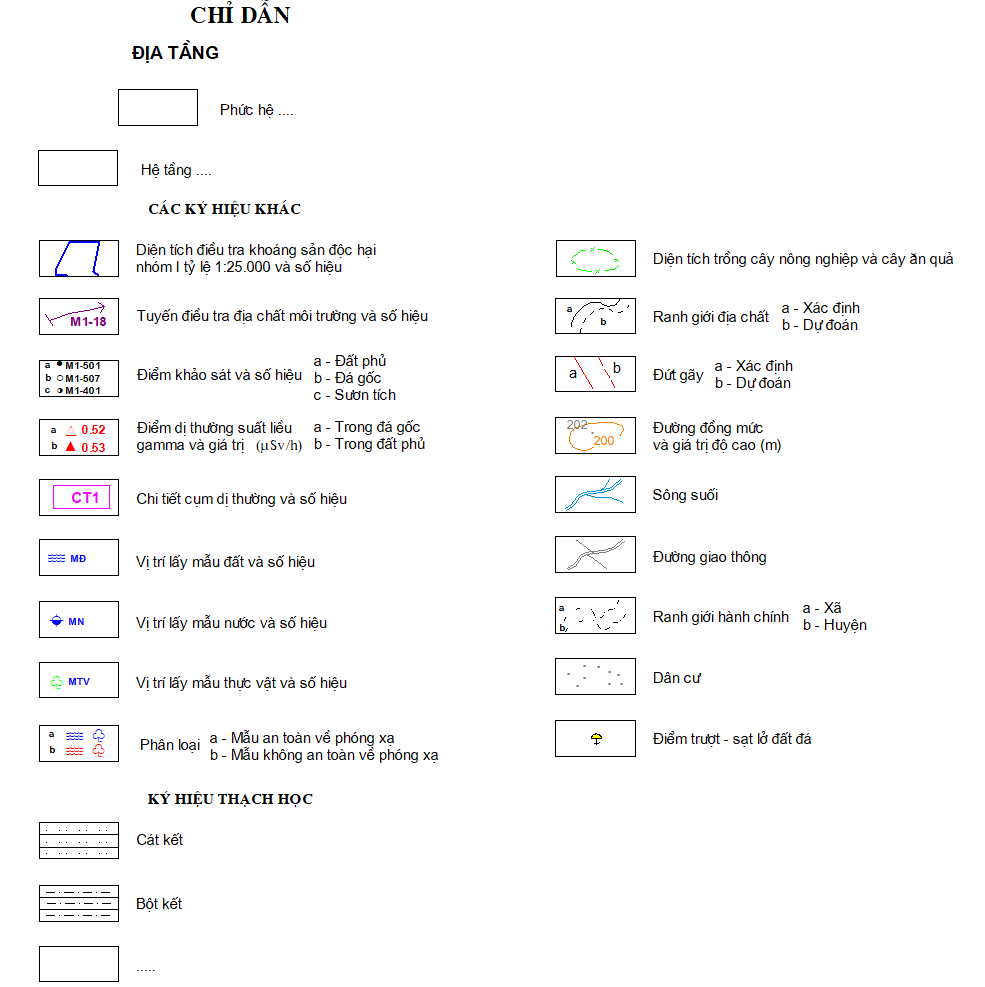 CHỈ DẪN
ĐỊA TẦNG
Phức hệ ....
Hệ tầng ....
CÁC KÝ HIỆU KHÁC
Diện tích điều tra khoáng sản độc hại
nhóm I tỷ lệ 1:25.000 và số hiệu
M1-18
Tuyến điều tra địa chất môi trường và số hiệu
a M1-501
b M1-507
c M1-401
Điểm khảo sát và số hiệu
a - Đất phủ
b - Đá gốc
c - Sườn tích
a 0.52
b 0.53
Điểm dị thường suất liều
gamma và giá trị (μSv/h)
a - Trong đá gốc
b - Trong đất phủ
CT1
Chi tiết cụm dị thường và số hiệu
MĐ
Vị trí lấy mẫu đất và số hiệu
MN
Vị trí lấy mẫu nước và số hiệu
MTV
Vị trí lấy mẫu thực vật và số hiệu
a
b
Phân loại
a - Mẫu an toàn về phóng xạ
b - Mẫu không an toàn về phóng xạ
Diện tích trồng cây nông nghiệp và cây ăn quả
a
b
Ranh giới địa chất
a - Xác định
b - Dự đoán
a b
Đứt gãy
a - Xác định
b - Dự đoán
202
200
Đường đồng mức
và giá trị độ cao (m)
Sông suối
Đường giao thông
a
b
Ranh giới hành chính
a - Xã
b - Huyện
Dân cư
Điểm trượt - sạt lở đất đá
KÝ HIỆU THẠCH HỌC
Cát kết
Bột kết
.....